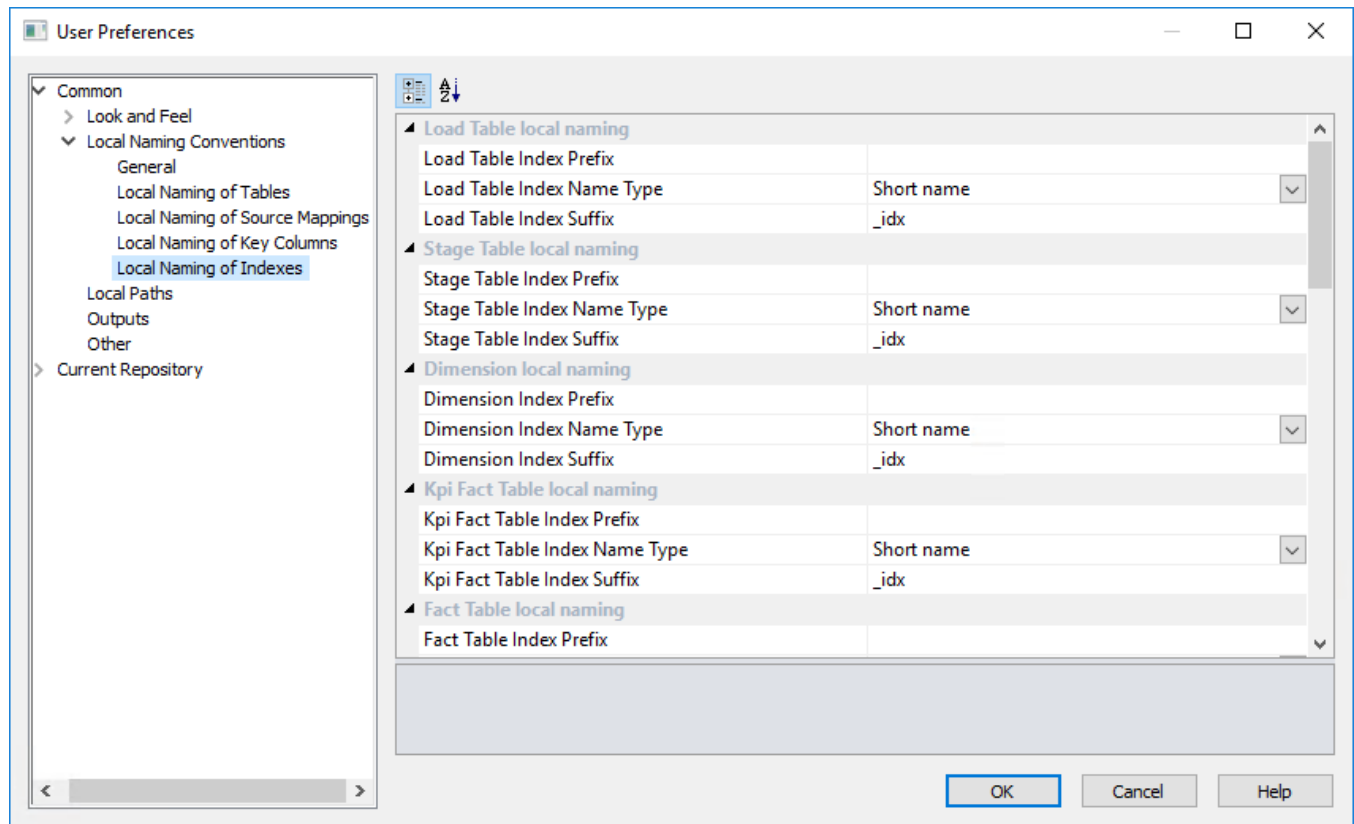 User Preferences
Common
Look and Feel
Local Naming Conventions
General
Local Naming of Tables
Local Naming of Source Mappings
Local Naming of Key Columns
Local Naming of Indexes
Local Paths
Outputs
Other
Current Repository
Load Table local naming
Load Table Index Prefix
Load Table Index Name Type Short name
Load Table Index Suffix _idx
Stage Table local naming
Stage Table Index Prefix
Stage Table Index Name Type Short name
Stage Table Index Suffix _idx
Dimension local naming
Dimension Index Prefix
Dimension Index Name Type Short name
Dimension Index Suffix _idx
Kpi Fact Table local naming
Kpi Fact Table Index Prefix
Kpi Fact Table Index Name Type Short name
Kpi Fact Table Index Suffix _idx
Fact Table local naming
Fact Table Index Prefix
OK Cancel Help